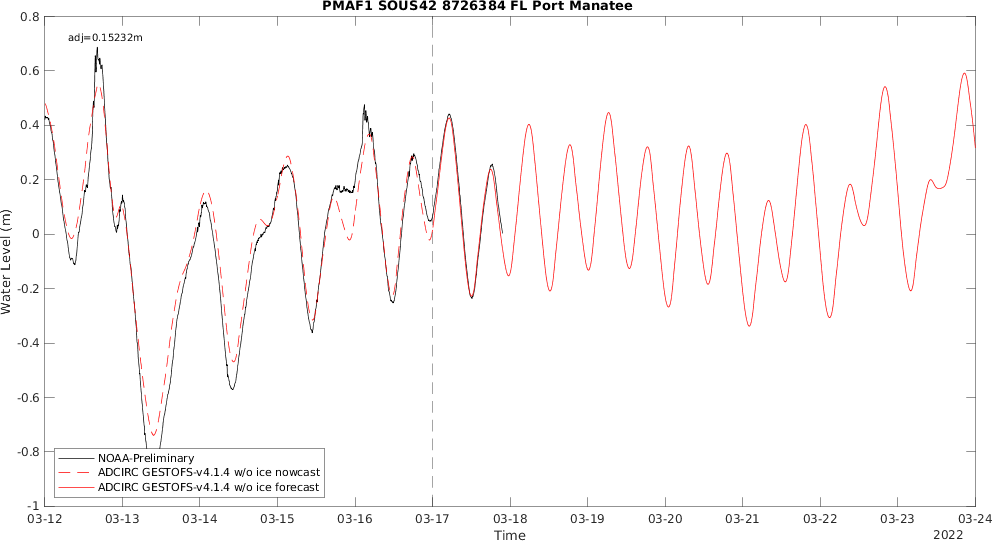 PMAF1 SOUS42 8726384 FL Port Manatee
adj=0.15232m
0.8
0.6
0.4
0.2
0
-0.2
-0.4
-0.6
-0.8
-1
Water Level (m)
NOAA-Preliminary
ADCIRC GESTOFS-v4.1.4 w/o ice nowcast
ADCIRC GESTOFS-v4.1.4 w/o ice forecast
03-12 03-13 03-14 03-15 03-16 03-17 03-18 03-19 03-20 03-21 03-22 03-23 03-24
Time
2022